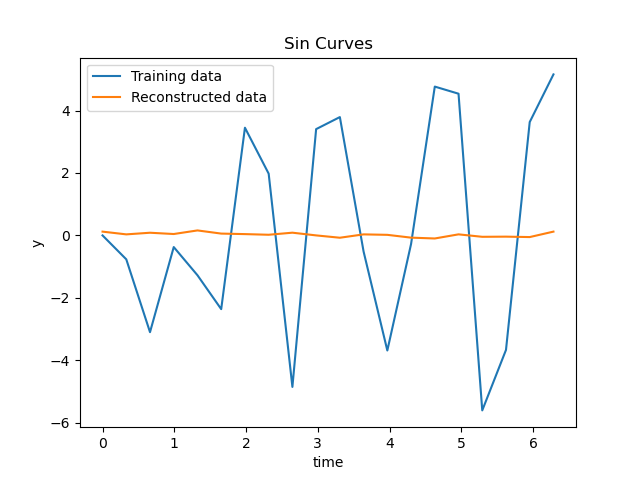 Sin Curves
Training data
Reconstructed data
4
2
0
−2
−4
−6
y
0 1 2 3 4 5 6
time